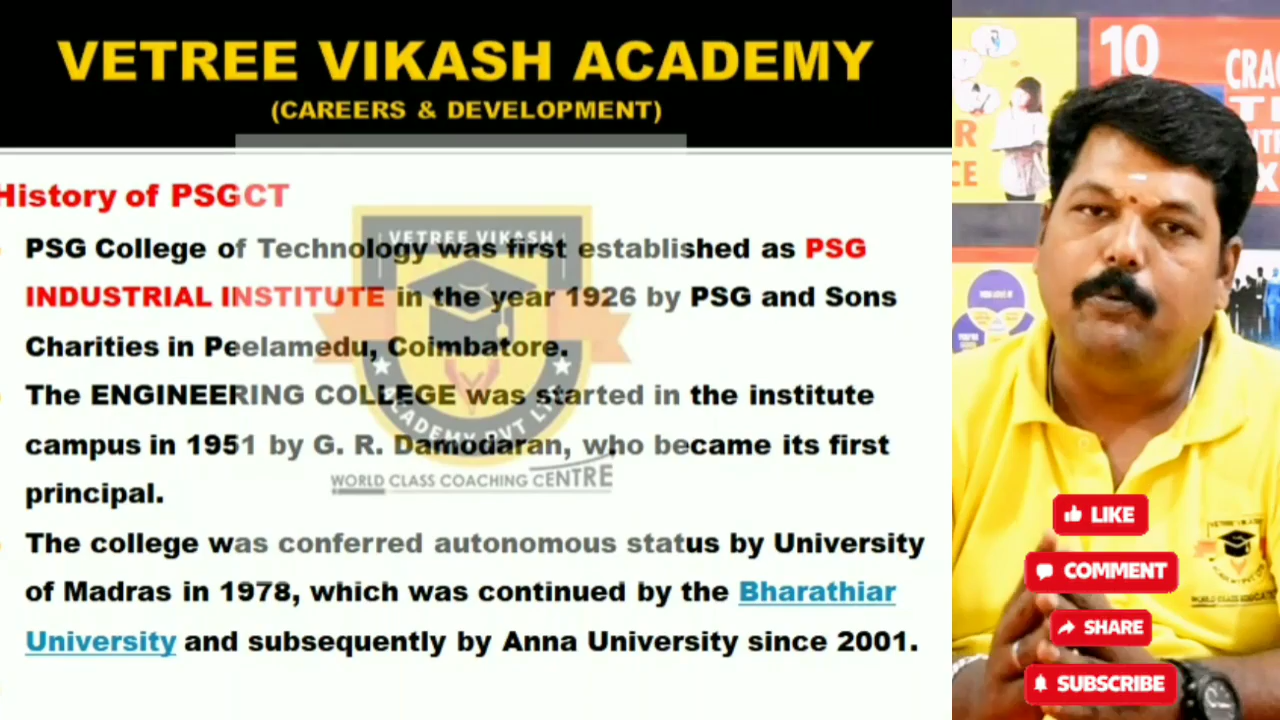 VETREE VIKASH ACADEMY
(CAREERS & DEVELOPMENT)
History of PSGCT
PSG College of Technology was first established as PSG
INDUSTRIAL INSTITUTE in the year 1926 by PSG and Sons
Charities in Peelamedu, Coimbatore.
The ENGINEERING COLLEGE was started in the institute
campus in 1951 by G. R. Damodaran, who became its first
principal.
The college was conferred autonomous status by University
of Madras in 1978, which was continued by the Bharathiar
University and subsequently by Anna University since 2001.
VETREE VIKASH
ACADEMY PVT LTD
WORLD CLASS COACHING CENTRE
10
LIKE
COMMENT
SHARE
SUBSCRIBE